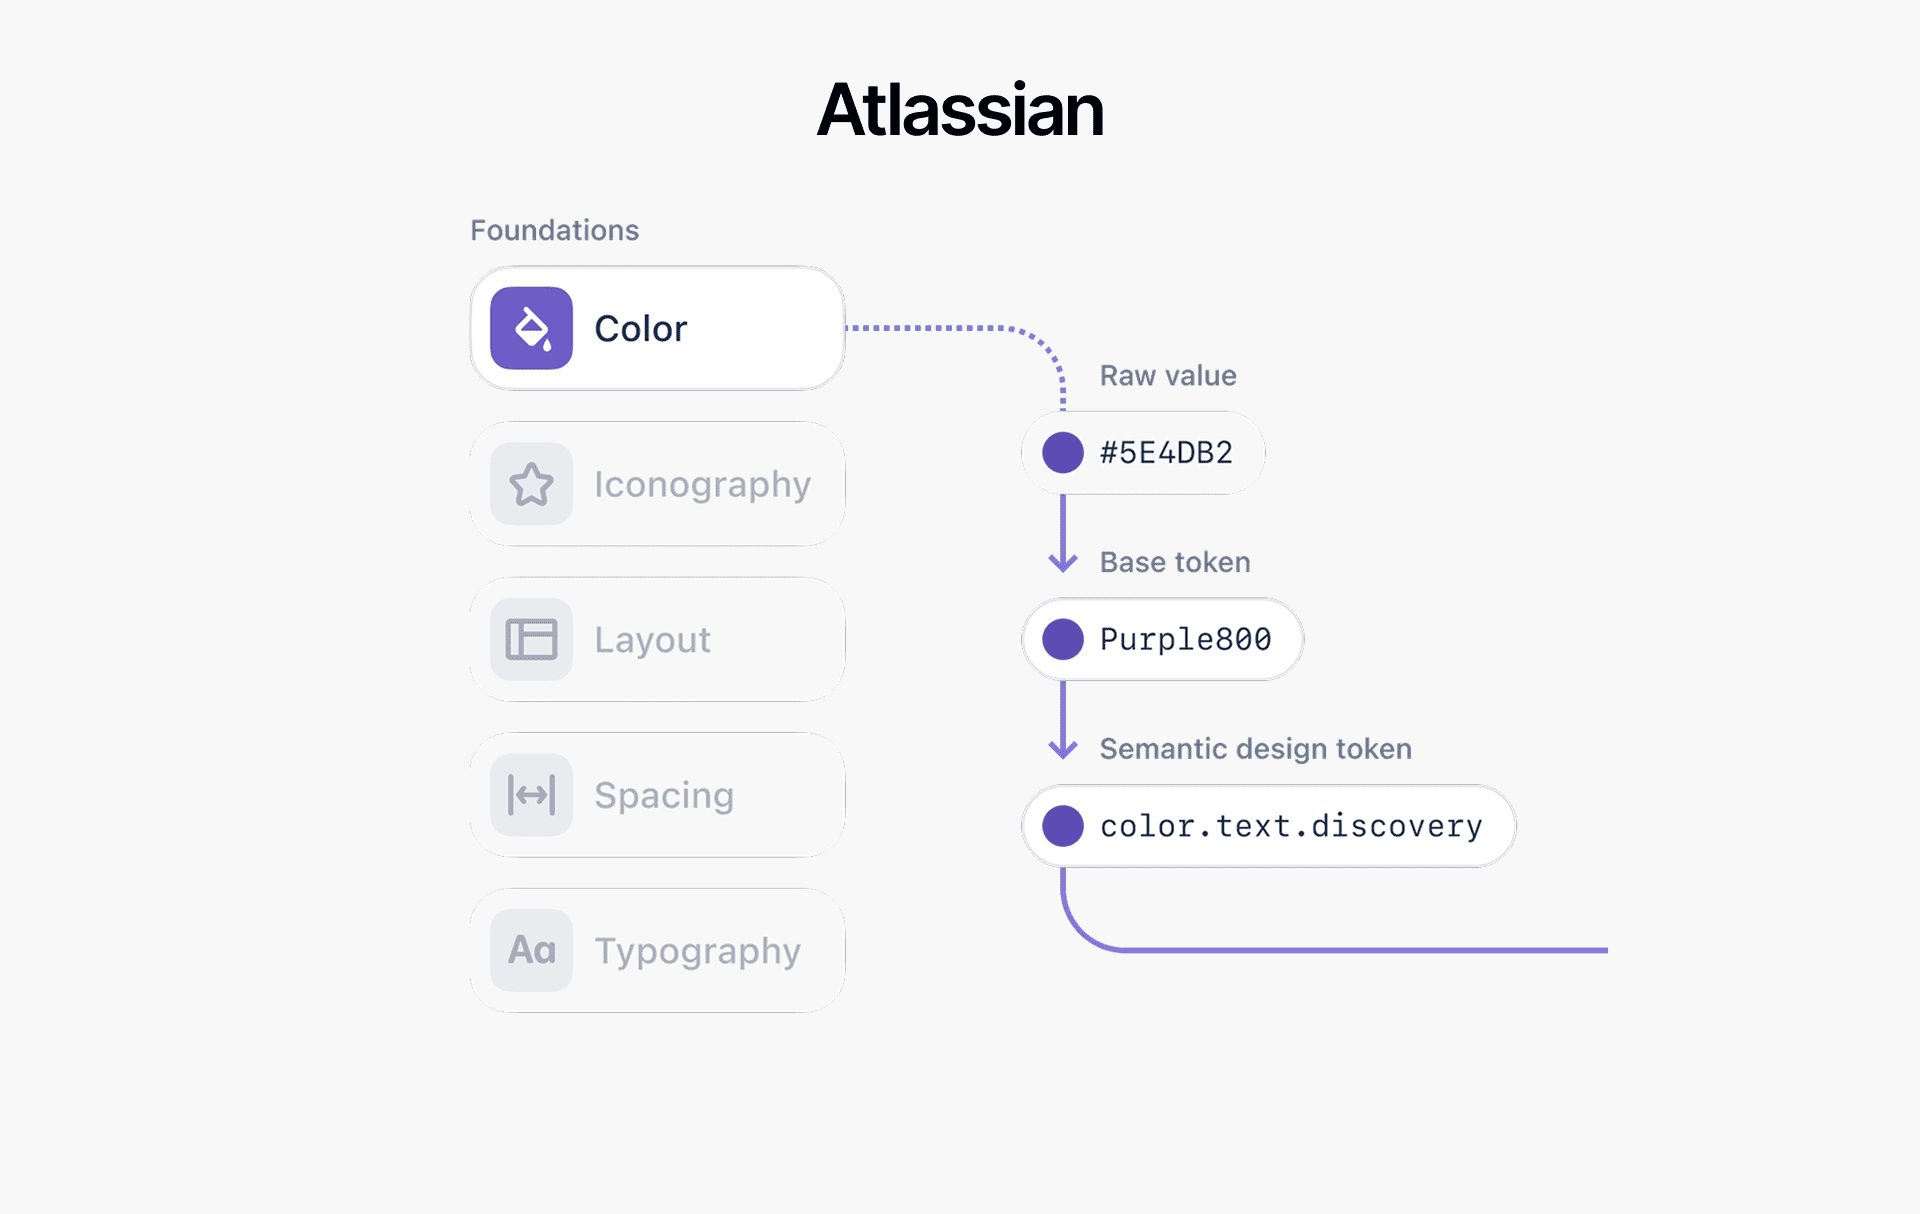 Atlassian
Foundations
Color
Iconography
Layout
Spacing
Aa
Typography
Raw value
#5E4DB2
Base token
Purple800
Semantic design token
color.text.discovery